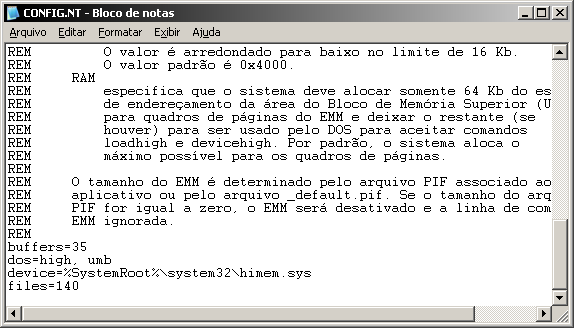 CONFIG.NT - Bloco de notas
Arquivo Editar Formatar Exibir Ajuda
REM         O valor é arredondado para baixo no limite de 16 Kb.
REM         O valor padrão é 0x4000.
REM     RAM
REM         especifica que o sistema deve alocar somente 64 Kb do es
REM         de endereçamento da área do Bloco de Memória Superior (U
REM         para quadros de páginas do EMM e deixar o restante (se
REM         houver) para ser usado pelo DOS para aceitar comandos
REM         loadhigh e devicehigh. Por padrão, o sistema aloca o
REM         máximo possível para os quadros de páginas.
REM
REM     O tamanho do EMM é determinado pelo arquivo PIF associado ao
REM     aplicativo ou pelo arquivo _default.pif. Se o tamanho do arq
REM     PIF for igual a zero, o EMM será desativado e a linha de com
REM     EMM ignorada.
REM
buffers=35
dos=high, umb
device=%SystemRoot%\system32\himem.sys
files=140